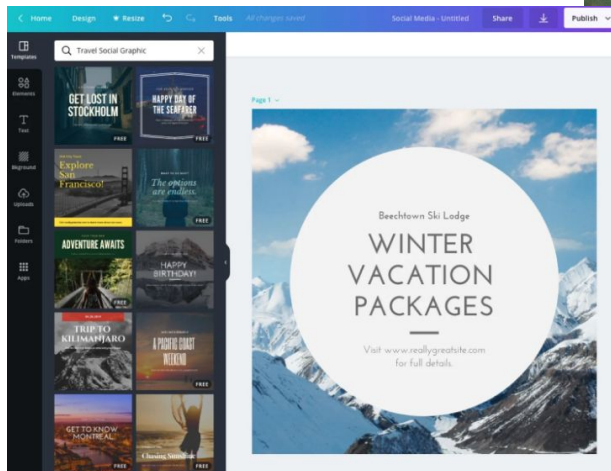 Home Design Resize Tools All changes saved Social Media - Untitled Share Publish
Templates
Elements
Text
Bkground
Uploads
Folders
Apps
Travel Social Graphic
GET LOST IN
STOCKHOLM
FREE
HAPPY DAY OF
THE SEAFARER
FREE
Explore
San
Francisco!
The options
are endless.
FREE
ADVENTURE AWAITS
FREE
HAPPY
BIRTHDAY!
TRIP TO
KILIMANJARO
A PACIFIC COAST
WEEKEND
FREE
GET TO KNOW
MONTREAL
FREE
Chasing Sunshine
FREE
Page 1
Beechtown Ski Lodge
WINTER
VACATION
PACKAGES
Visit www.reallygreatsite.com
for full details.